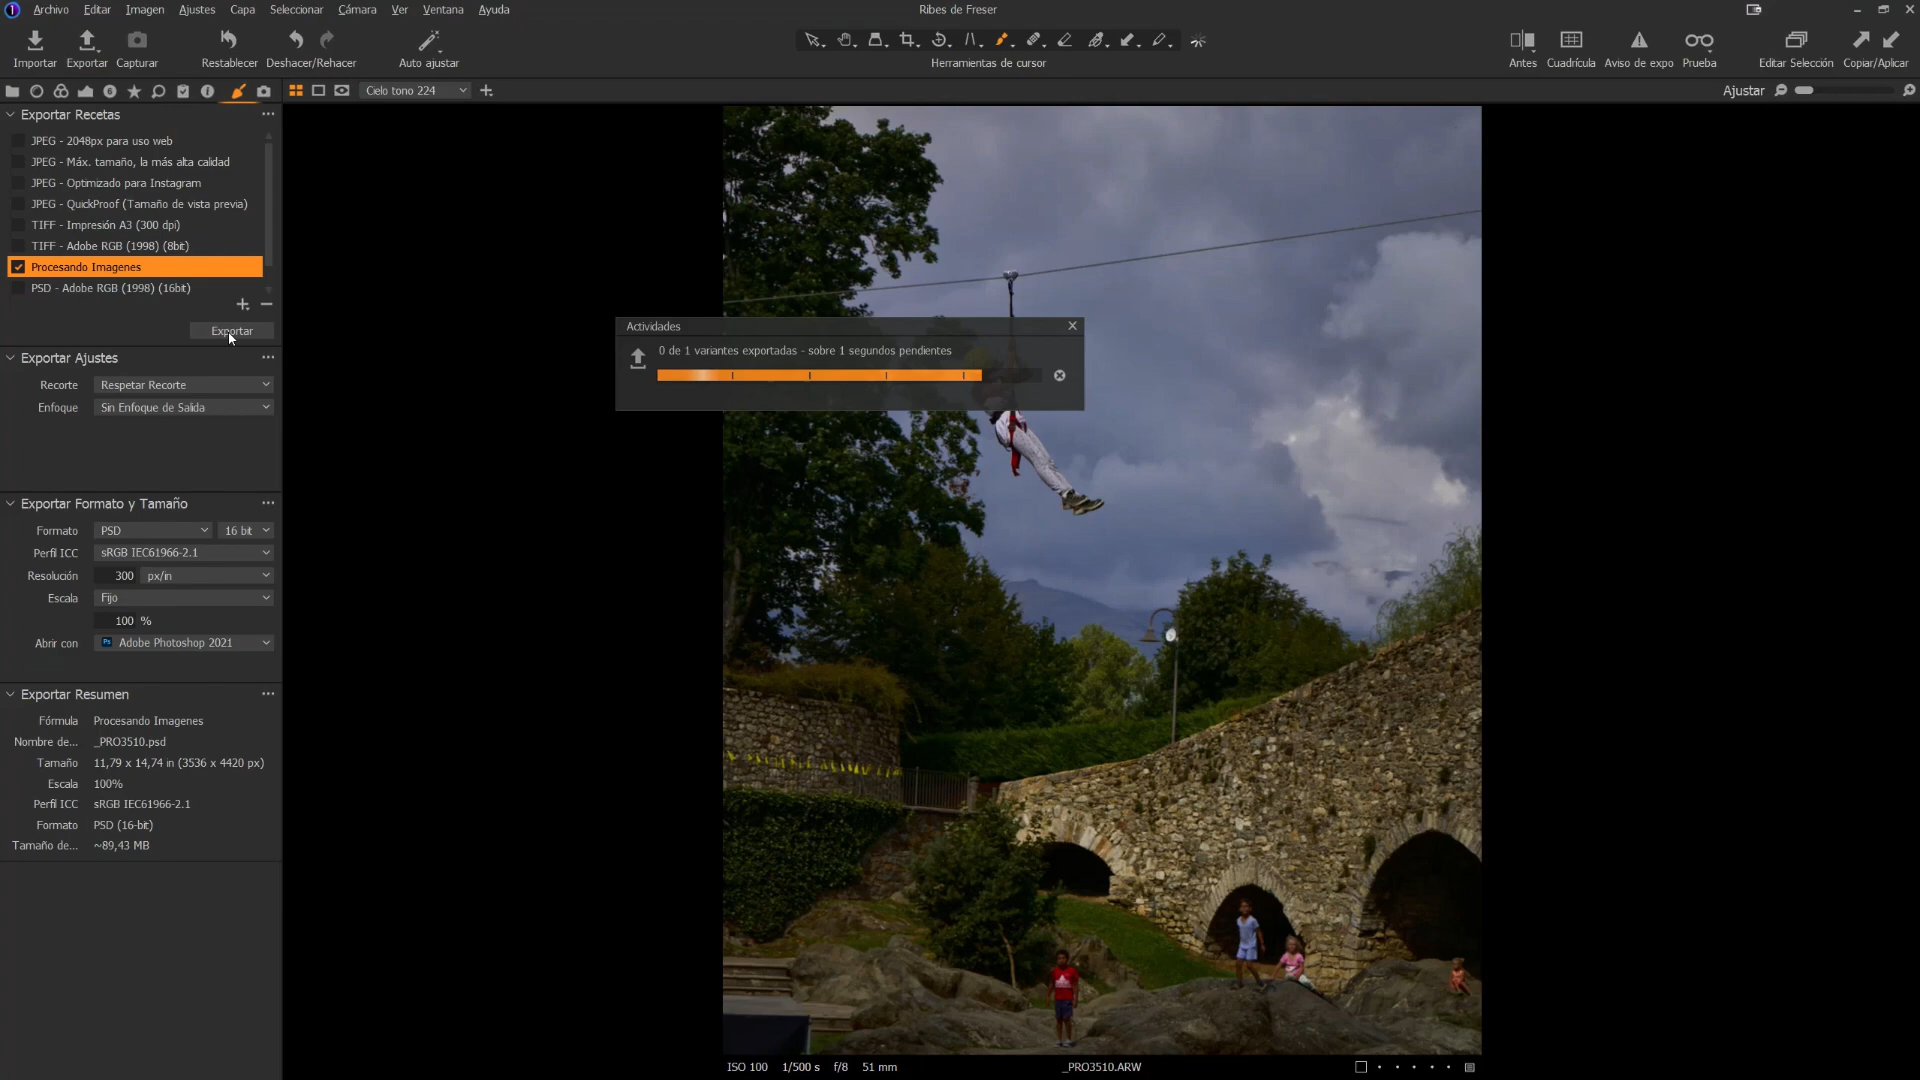 Archivo Editar Imagen Ajustes Capa Seleccionar Cámara Ver Ventana Ayuda
Ribes de Freser
Importar Exportar Capturar Restablecer Deshacer/Rehacer Auto ajustar
Herramientas de cursor
Antes Cuadrícula Aviso de expo Prueba Editar Selección Copiar/Aplicar
Cielo tono 224
Ajustar
Exportar Recetas
JPEG - 2048px para uso web
JPEG - Máx. tamaño, la más alta calidad
JPEG - Optimizado para Instagram
JPEG - QuickProof (Tamaño de vista previa)
TIFF - Impresión A3 (300 dpi)
TIFF - Adobe RGB (1998) (8bit)
Procesando Imagenes
PSD - Adobe RGB (1998) (16bit)
Exportar
Exportar Ajustes
Recorte Respetar Recorte
Enfoque Sin Enfoque de Salida
Exportar Formato y Tamaño
Formato PSD 16 bit
Perfil ICC sRGB IEC61966-2.1
Resolución 300 px/in
Escala Fijo
100 %
Abrir con Ps Adobe Photoshop 2021
Exportar Resumen
Fórmula Procesando Imagenes
Nombre de... _PRO3510.psd
Tamaño 11,79 x 14,74 in (3536 x 4420 px)
Escala 100%
Perfil ICC sRGB IEC61966-2.1
Formato PSD (16-bit)
Tamaño de... ~89,43 MB
Actividades
0 de 1 variantes exportadas - sobre 1 segundos pendientes
ISO 100 1/500 s f/8 51 mm
_PRO3510.ARW